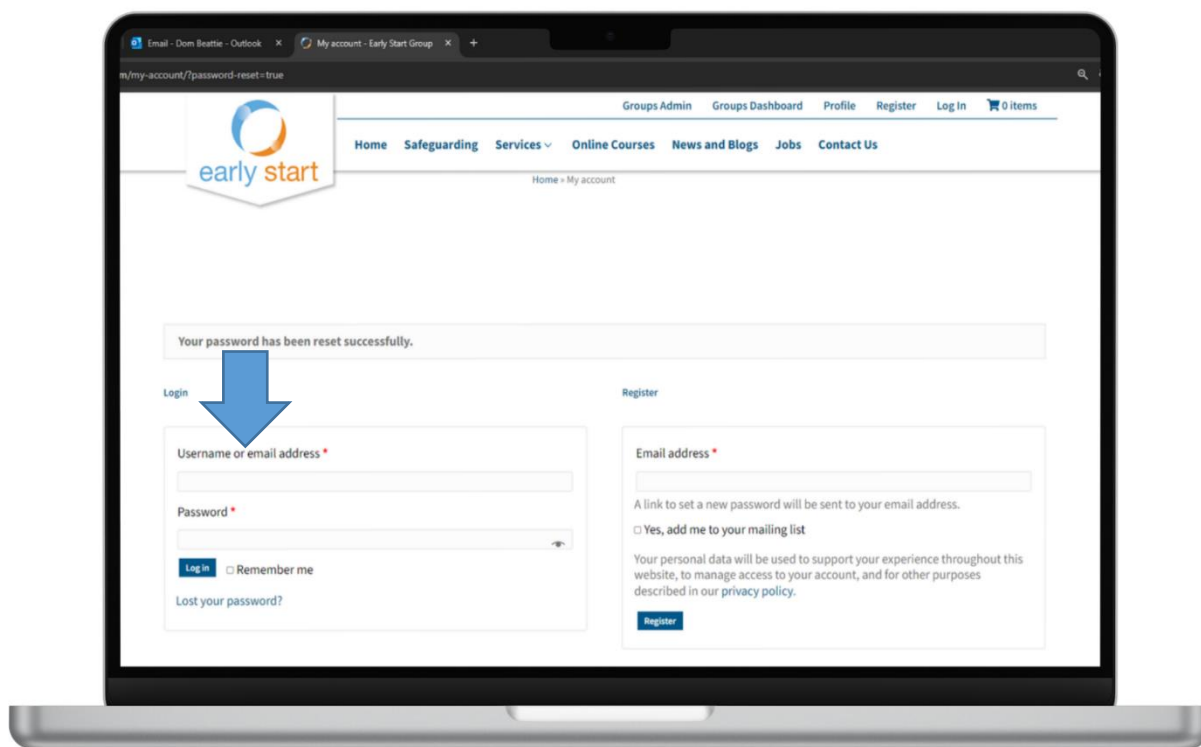 Email - Dom Beattie - Outlook
My account - Early Start Group
m/my-account/?password-reset=true
Groups Admin Groups Dashboard Profile Register Log In 0 items
early start
Home Safeguarding Services Online Courses News and Blogs Jobs Contact Us
Home » My account
Your password has been reset successfully.
Login
Username or email address *
Password *
Log in Remember me
Lost your password?
Register
Email address *
A link to set a new password will be sent to your email address.
Yes, add me to your mailing list
Your personal data will be used to support your experience throughout this
website, to manage access to your account, and for other purposes
described in our privacy policy.
Register